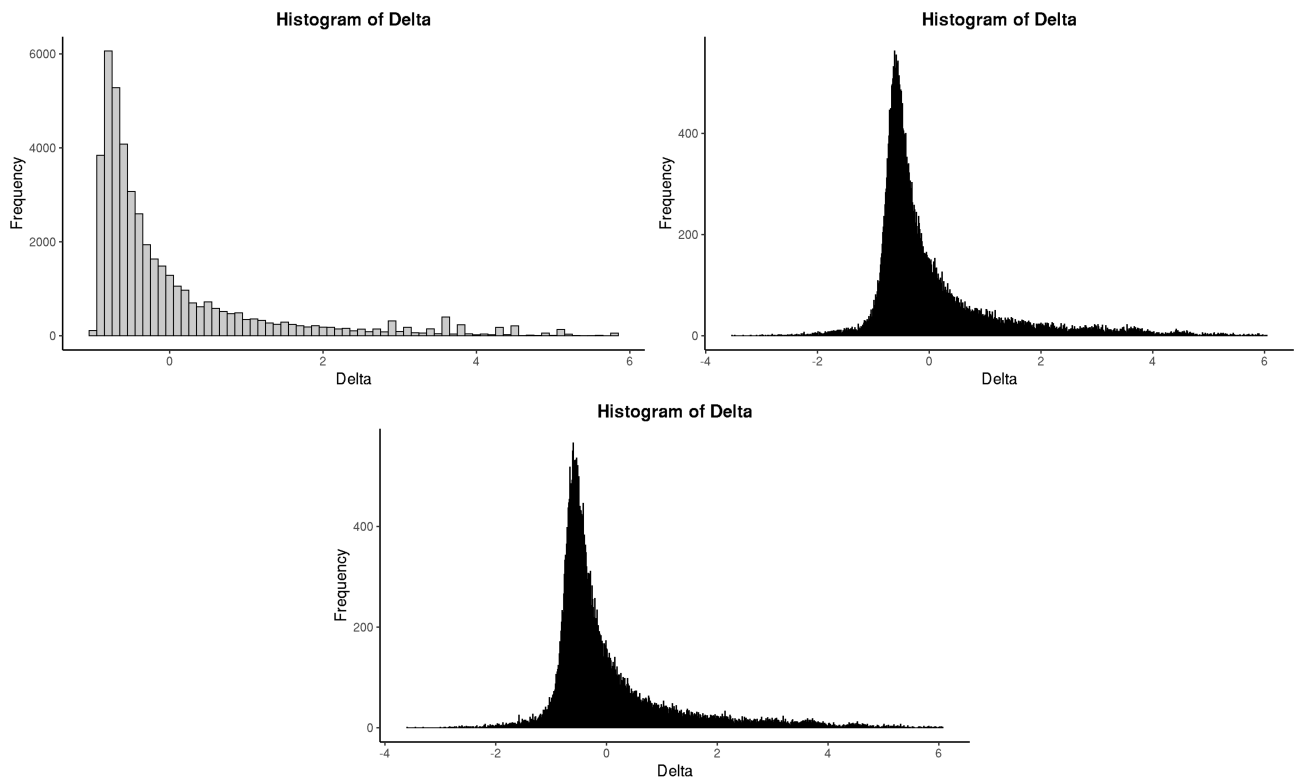 Histogram of Delta
Frequency
6000
4000
2000
0
0 2 4 6
Delta
Histogram of Delta
Frequency
400
200
0
-4 -2 0 2 4 6
Delta
Histogram of Delta
Frequency
400
200
0
-4 -2 0 2 4 6
Delta